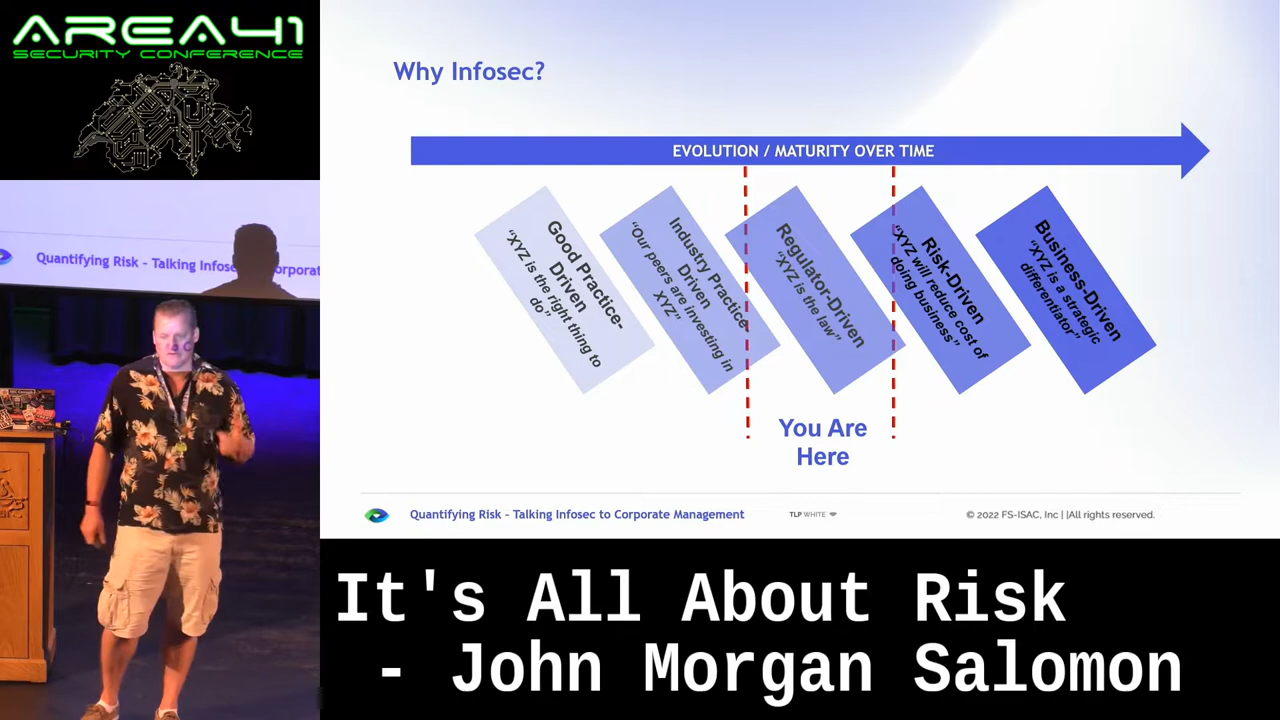 AREA41
SECURITY CONFERENCE
Why Infosec?
EVOLUTION / MATURITY OVER TIME
Good Practice-
Driven
“XYZ is the right thing to
do”
Industry Practice-
Driven
“Our peers are investing in
XYZ”
Regulator-Driven
“XYZ is the law”
Risk-Driven
“XYZ will reduce cost of
doing business”
Business-Driven
“XYZ is a strategic
differentiator”
You Are
Here
Quantifying Risk - Talking Infosec to Corporate Management
TLP WHITE
© 2022 FS-ISAC, Inc | |All rights reserved.
Quantifying Risk - Talking Infose orporat
It's All About Risk
- John Morgan Salomon